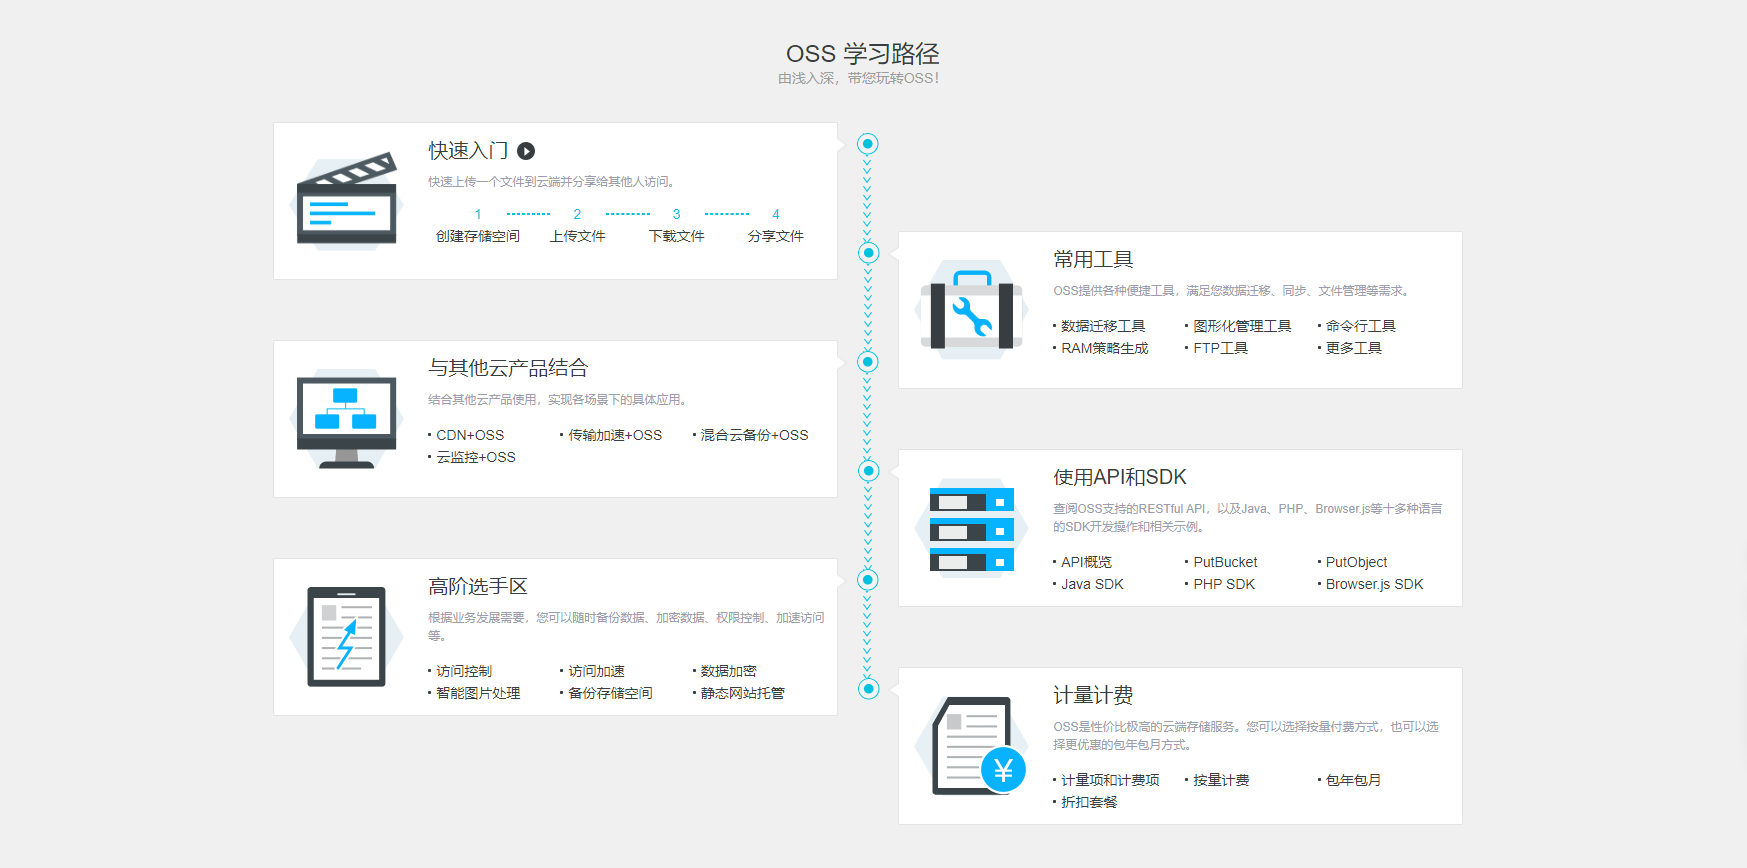 OSS 学习路径
由浅入深，带您玩转OSS！
快速入门
快速上传一个文件到云端并分享给其他人访问。
1 2 3 4
创建存储空间 上传文件 下载文件 分享文件
常用工具
OSS提供各种便捷工具，满足您数据迁移、同步、文件管理等需求。
· 数据迁移工具 · 图形化管理工具 · 命令行工具
· RAM策略生成 · FTP工具 · 更多工具
与其他云产品结合
结合其他云产品使用，实现各场景下的具体应用。
· CDN+OSS · 传输加速+OSS · 混合云备份+OSS
· 云监控+OSS
使用API和SDK
查阅OSS支持的RESTful API，以及Java、PHP、Browser.js等十多种语言
的SDK开发操作和相关示例。
· API概览 · PutBucket · PutObject
· Java SDK · PHP SDK · Browser.js SDK
高阶选手区
根据业务发展需要，您可以随时备份数据、加密数据、权限控制、加速访问
等。
· 访问控制 · 访问加速 · 数据加密
· 智能图片处理 · 备份存储空间 · 静态网站托管
计量计费
OSS是性价比极高的云端存储服务。您可以选择按量付费方式，也可以选
择更优惠的包年包月方式。
¥
· 计量项和计费项 · 按量计费 · 包年包月
· 折扣套餐